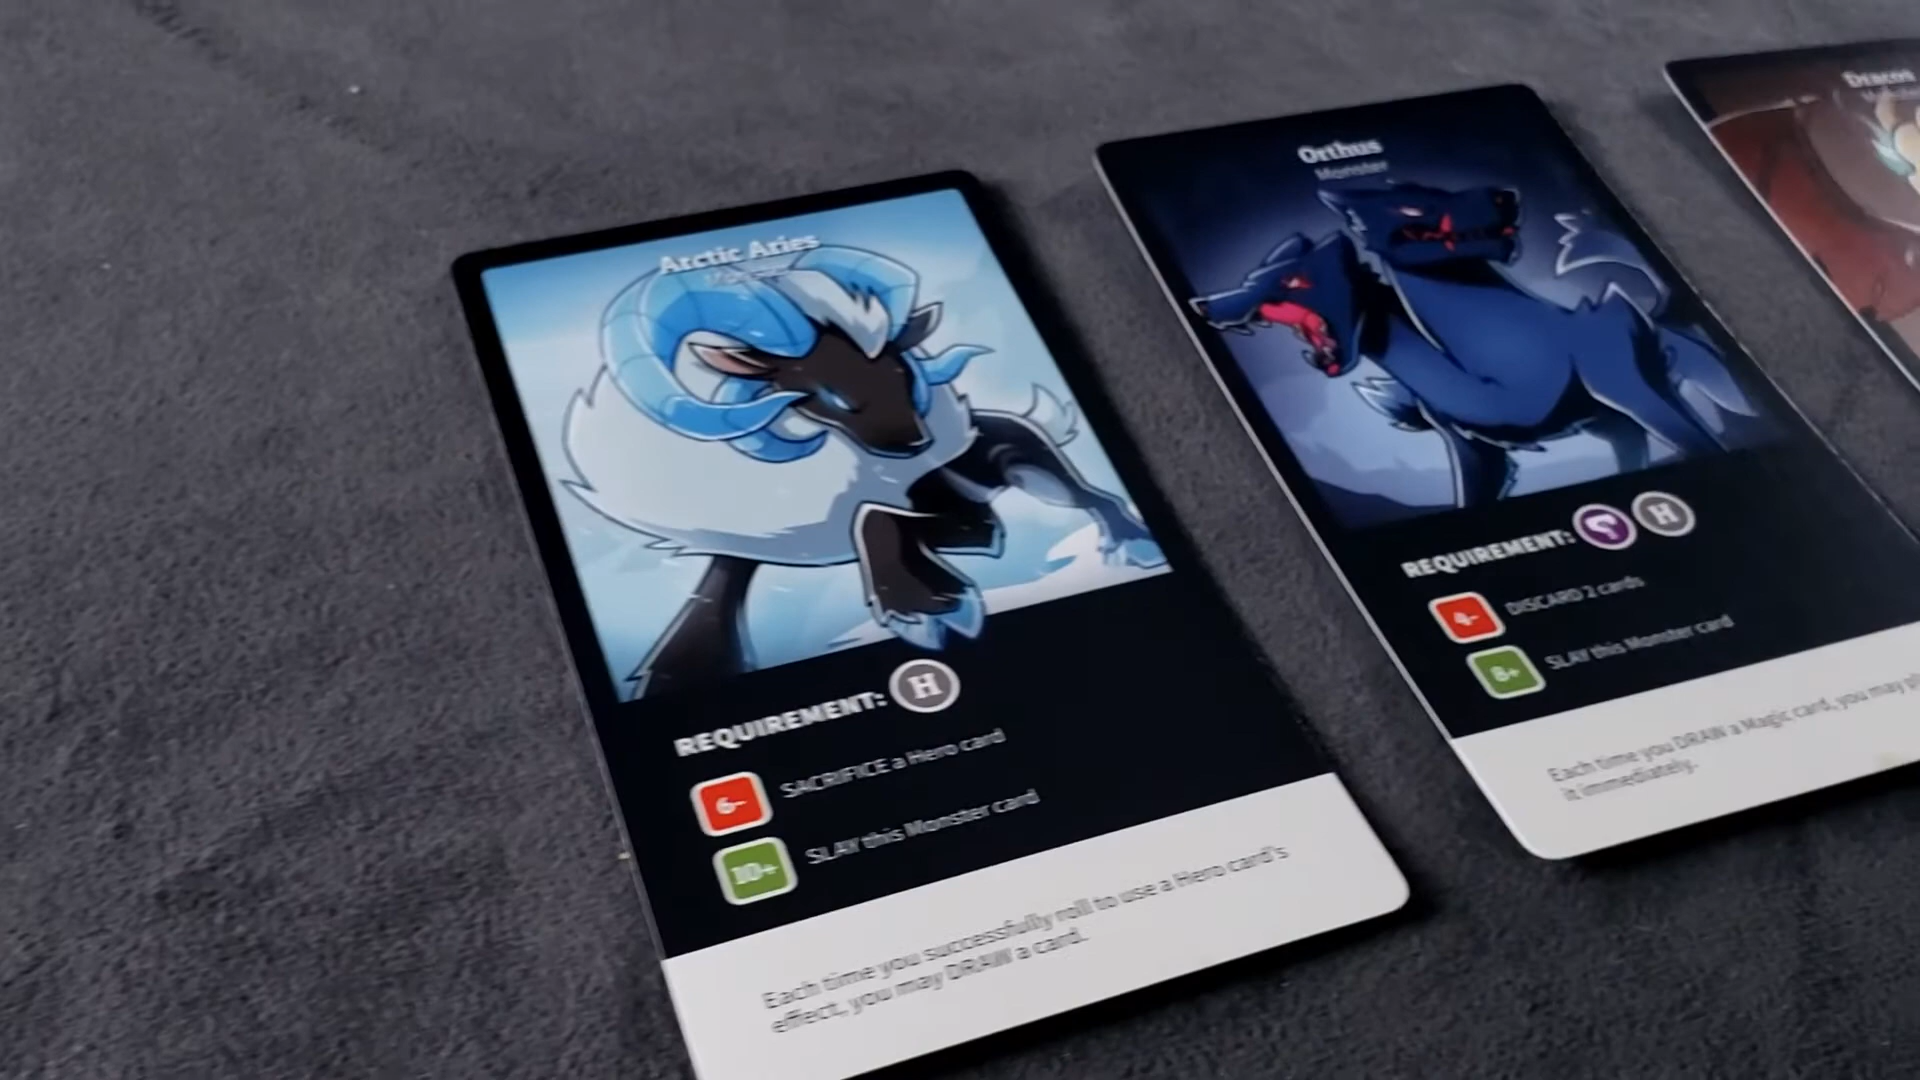 Arctic Aries
Monster
REQUIREMENT: H
6- SACRIFICE a Hero card
10+ SLAY this Monster card
Each time you successfully roll to use a Hero card's
effect, you may DRAW a card.
Orthus
Monster
REQUIREMENT: H
4- DISCARD 2 cards
8+ SLAY this Monster card
Each time you DRAW a Magic card, you may
it immediately.
Dracos